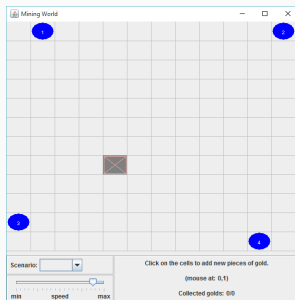 Mining World
1
2
3
4
Scenario:
Click on the cells to add new pieces of gold.
(mouse at: 0,1)
min speed max
Collected golds: 0/0